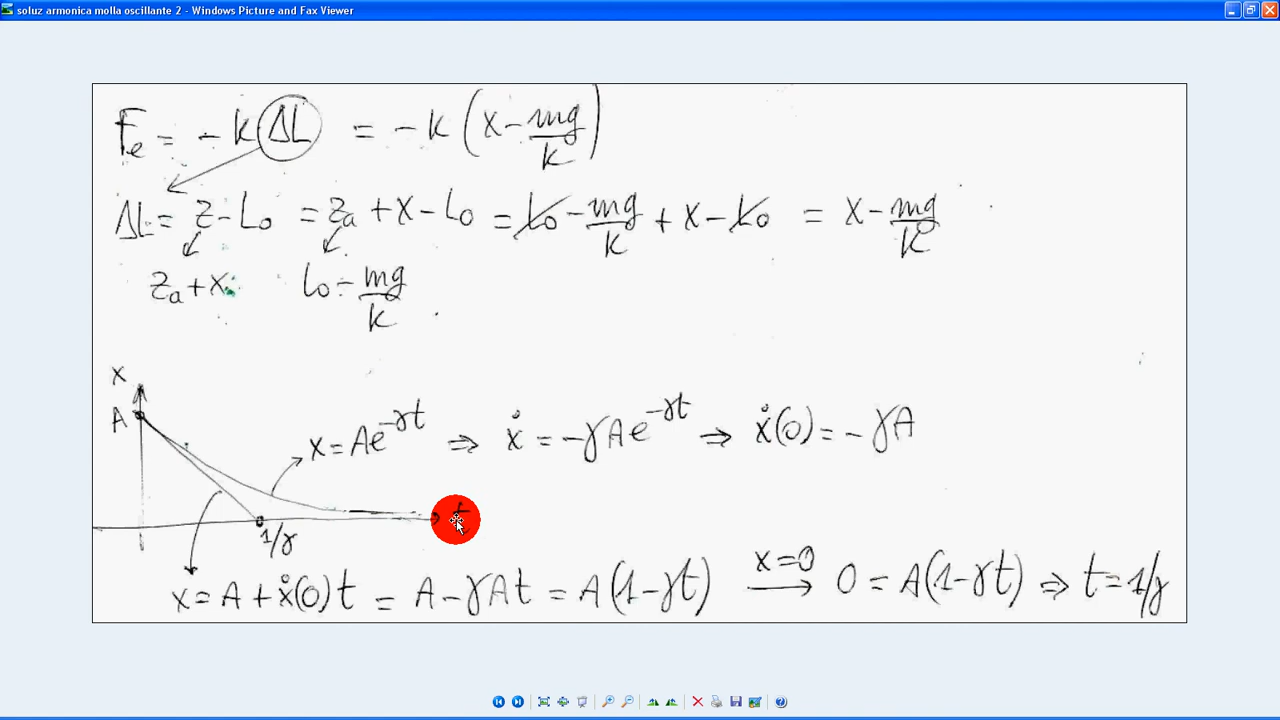 soluz armonica molla oscillante 2 - Windows Picture and Fax Viewer
Fe = -k ΔL = -k (x - mg/k)
ΔL = z - L0 = za + x - L0 = L0 - mg/k + x - L0 = x - mg/k
za + x L0 - mg/k
x
A
x = Ae^-γt ⇒ ẋ = -γAe^-γt ⇒ ẋ(0) = -γA
t
1/γ
x = A + ẋ(0)t = A - γAt = A(1-γt) x=0 → 0 = A(1-γt) ⇒ t = 1/γ